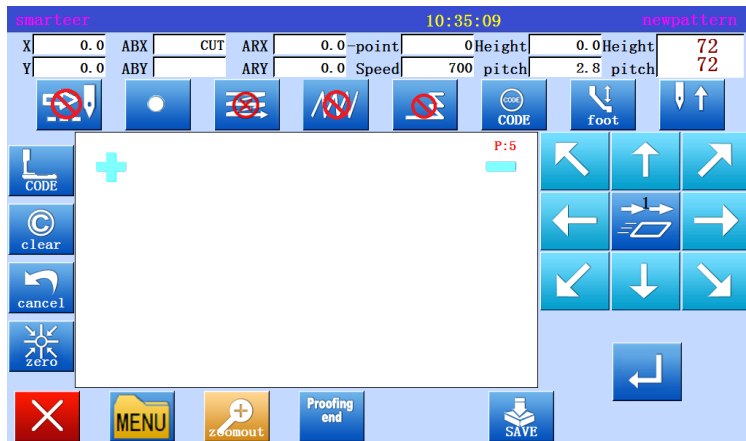 smarteer 10:35:09 newpattern
X 0.0 ABX CUT ARX 0.0 -point 0 Height 0.0 Height 72
Y 0.0 ABY ARY 0.0 Speed 700 pitch 2.8 pitch 72
CODE
CODE foot
P:5
CODE
1
© clear
cancel
zero
MENU zoomout Proofing end SAVE